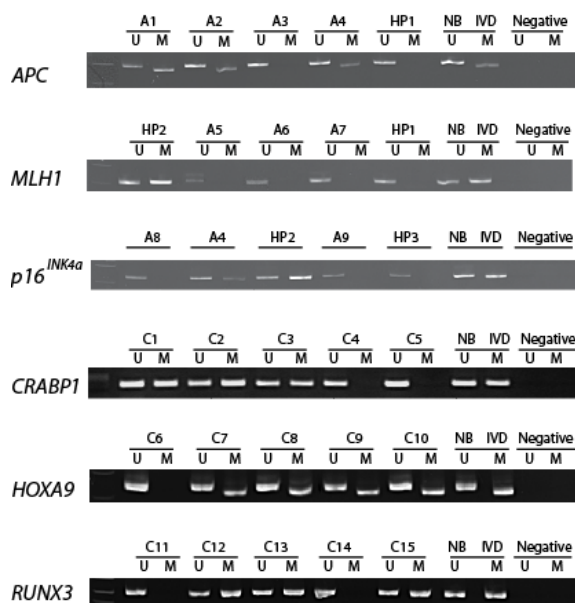 A1 A2 A3 A4 HP1 NB IVD Negative
U M U M U M U M U M U M U M
APC
HP2 A5 A6 A7 HP1 NB IVD Negative
U M U M U M U M U M U M U M
MLH1
A8 A4 HP2 A9 HP3 NB IVD Negative
p16INK4a
C1 C2 C3 C4 C5 NB IVD Negative
U M U M U M U M U M U M U M
CRABP1
C6 C7 C8 C9 C10 NB IVD Negative
U M U M U M U M U M U M U M
HOXA9
C11 C12 C13 C14 C15 NB IVD Negative
U M U M U M U M U M U M U M
RUNX3